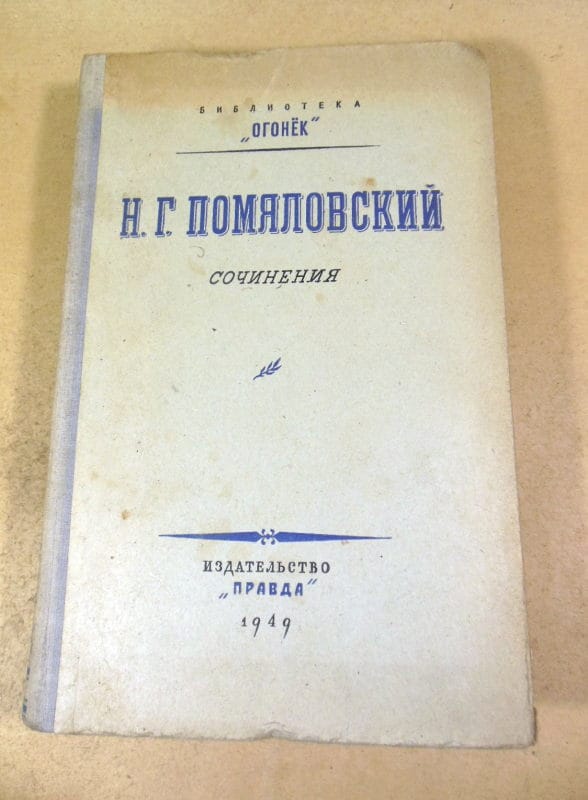 БИБЛИОТЕКА
„ОГОНЁК“
Н. Г. ПОМЯЛОВСКИЙ
СОЧИНЕНИЯ
ИЗДАТЕЛЬСТВО
„ПРАВДА“
1949